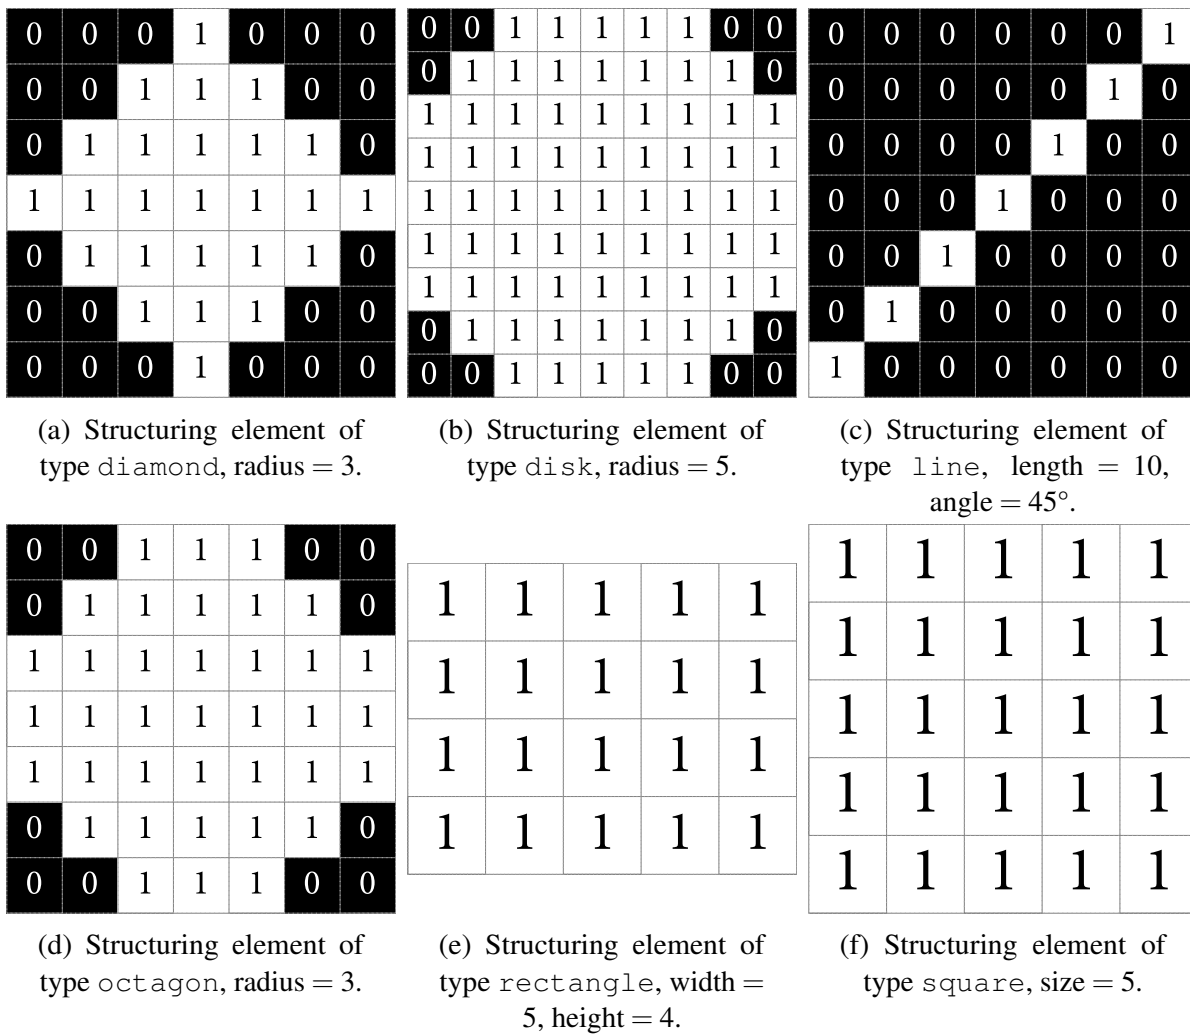 0 0 0 1 0 0 0
0 0 1 1 1 0 0
0 1 1 1 1 1 0
1 1 1 1 1 1 1
0 1 1 1 1 1 0
0 0 1 1 1 0 0
0 0 0 1 0 0 0
(a) Structuring element of
type diamond, radius = 3.
0 0 1 1 1 1 1 0 0
0 1 1 1 1 1 1 1 0
1 1 1 1 1 1 1 1 1
1 1 1 1 1 1 1 1 1
1 1 1 1 1 1 1 1 1
1 1 1 1 1 1 1 1 1
1 1 1 1 1 1 1 1 1
0 1 1 1 1 1 1 1 0
0 0 1 1 1 1 1 0 0
(b) Structuring element of
type disk, radius = 5.
0 0 0 0 0 0 1
0 0 0 0 0 1 0
0 0 0 0 1 0 0
0 0 0 1 0 0 0
0 0 1 0 0 0 0
0 1 0 0 0 0 0
1 0 0 0 0 0 0
(c) Structuring element of
type line, length = 10,
angle = 45°.
0 0 1 1 1 0 0
0 1 1 1 1 1 0
1 1 1 1 1 1 1
1 1 1 1 1 1 1
1 1 1 1 1 1 1
0 1 1 1 1 1 0
0 0 1 1 1 0 0
(d) Structuring element of
type octagon, radius = 3.
1 1 1 1 1
1 1 1 1 1
1 1 1 1 1
1 1 1 1 1
(e) Structuring element of
type rectangle, width =
5, height = 4.
1 1 1 1 1
1 1 1 1 1
1 1 1 1 1
1 1 1 1 1
1 1 1 1 1
(f) Structuring element of
type square, size = 5.